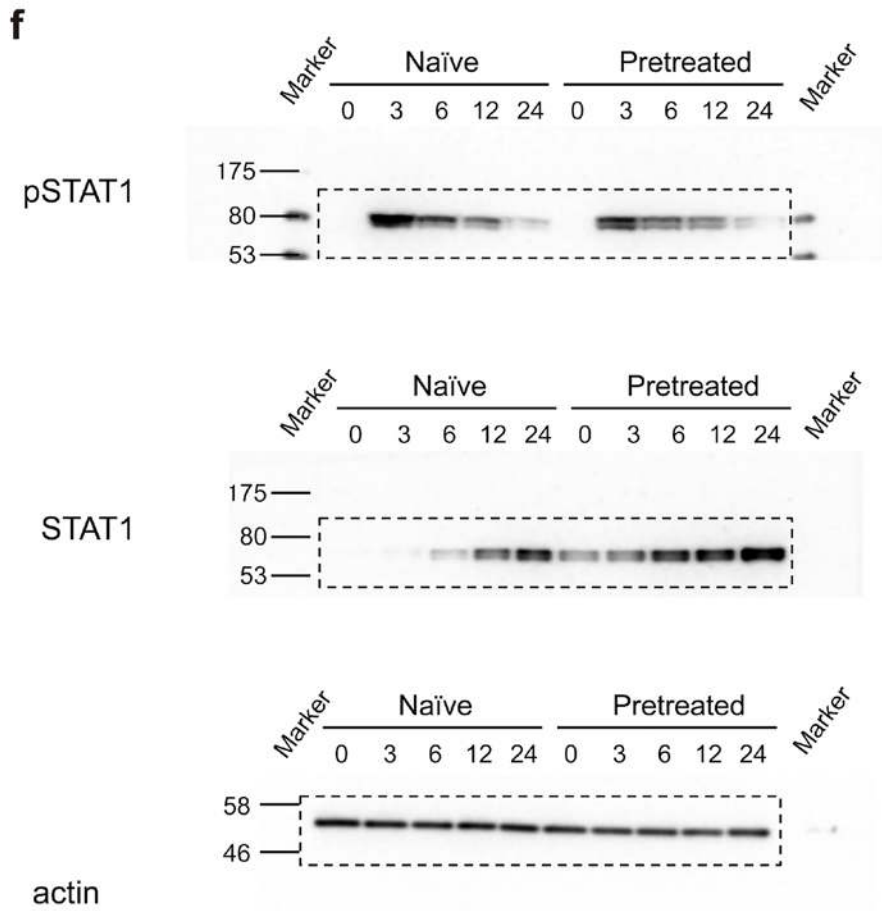 f
Marker Naïve Pretreated Marker
0 3 6 12 24 0 3 6 12 24
pSTAT1
175
80
53
Marker Naïve Pretreated Marker
0 3 6 12 24 0 3 6 12 24
STAT1
175
80
53
Marker Naïve Pretreated Marker
0 3 6 12 24 0 3 6 12 24
58
46
actin